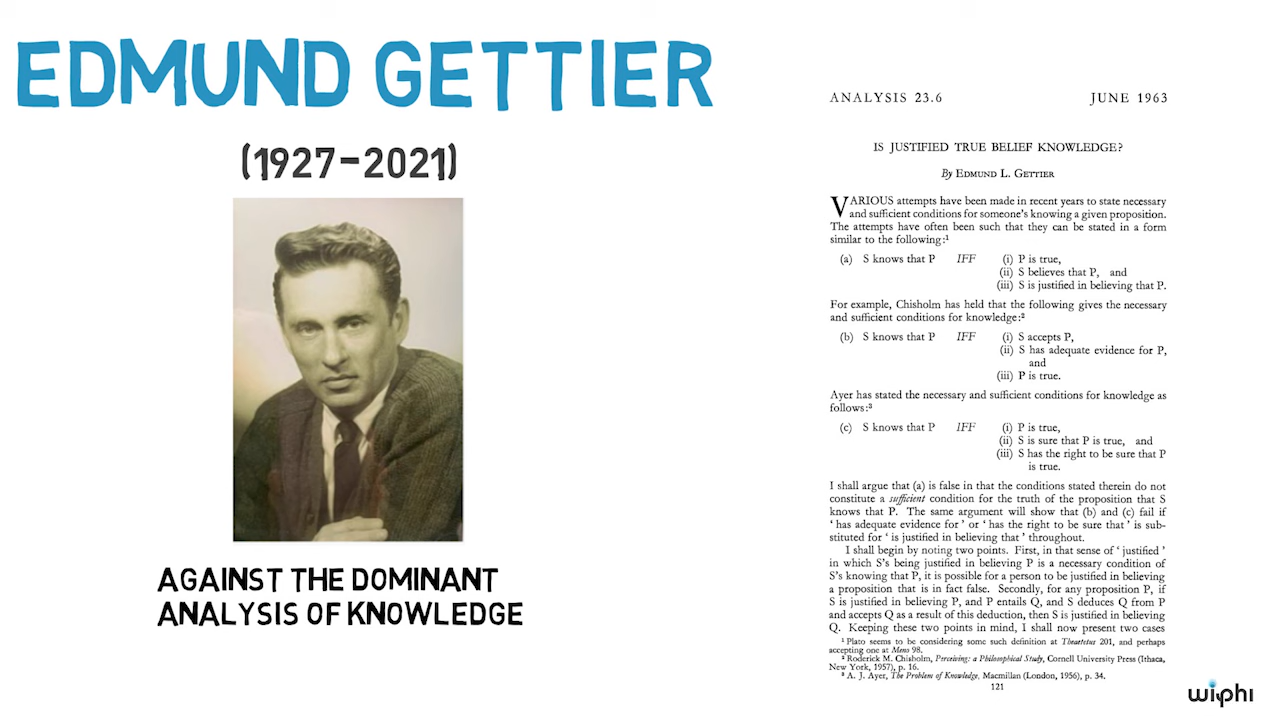 EDMUND GETTIER
(1927-2021)
AGAINST THE DOMINANT
ANALYSIS OF KNOWLEDGE
ANALYSIS 23.6 JUNE 1963
IS JUSTIFIED TRUE BELIEF KNOWLEDGE?
By EDMUND L. GETTIER
VARIOUS attempts have been made in recent years to state necessary
and sufficient conditions for someone's knowing a given proposition.
The attempts have often been such that they can be stated in a form
similar to the following:¹
(a) S knows that P IFF (i) P is true,
(ii) S believes that P, and
(iii) S is justified in believing that P.
For example, Chisholm has held that the following gives the necessary
and sufficient conditions for knowledge:²
(b) S knows that P IFF (i) S accepts P,
(ii) S has adequate evidence for P,
and
(iii) P is true.
Ayer has stated the necessary and sufficient conditions for knowledge as
follows:³
(c) S knows that P IFF (i) P is true,
(ii) S is sure that P is true, and
(iii) S has the right to be sure that P
is true.
I shall argue that (a) is false in that the conditions stated therein do not
constitute a sufficient condition for the truth of the proposition that S
knows that P. The same argument will show that (b) and (c) fail if
' has adequate evidence for ' or ' has the right to be sure that ' is sub-
stituted for ' is justified in believing that ' throughout.
I shall begin by noting two points. First, in that sense of ' justified '
in which S's being justified in believing P is a necessary condition of
S's knowing that P, it is possible for a person to be justified in believing
a proposition that is in fact false. Secondly, for any proposition P, if
S is justified in believing P, and P entails Q, and S deduces Q from P
and accepts Q as a result of this deduction, then S is justified in believing
Q. Keeping these two points in mind, I shall now present two cases
¹ Plato seems to be considering some such definition at Theaetetus 201, and perhaps
accepting one at Meno 98.
² Roderick M. Chisholm, Perceiving: a Philosophical Study, Cornell University Press (Ithaca,
New York, 1957), p. 16.
³ A. J. Ayer, The Problem of Knowledge, Macmillan (London, 1956), p. 34.
121
wiphi